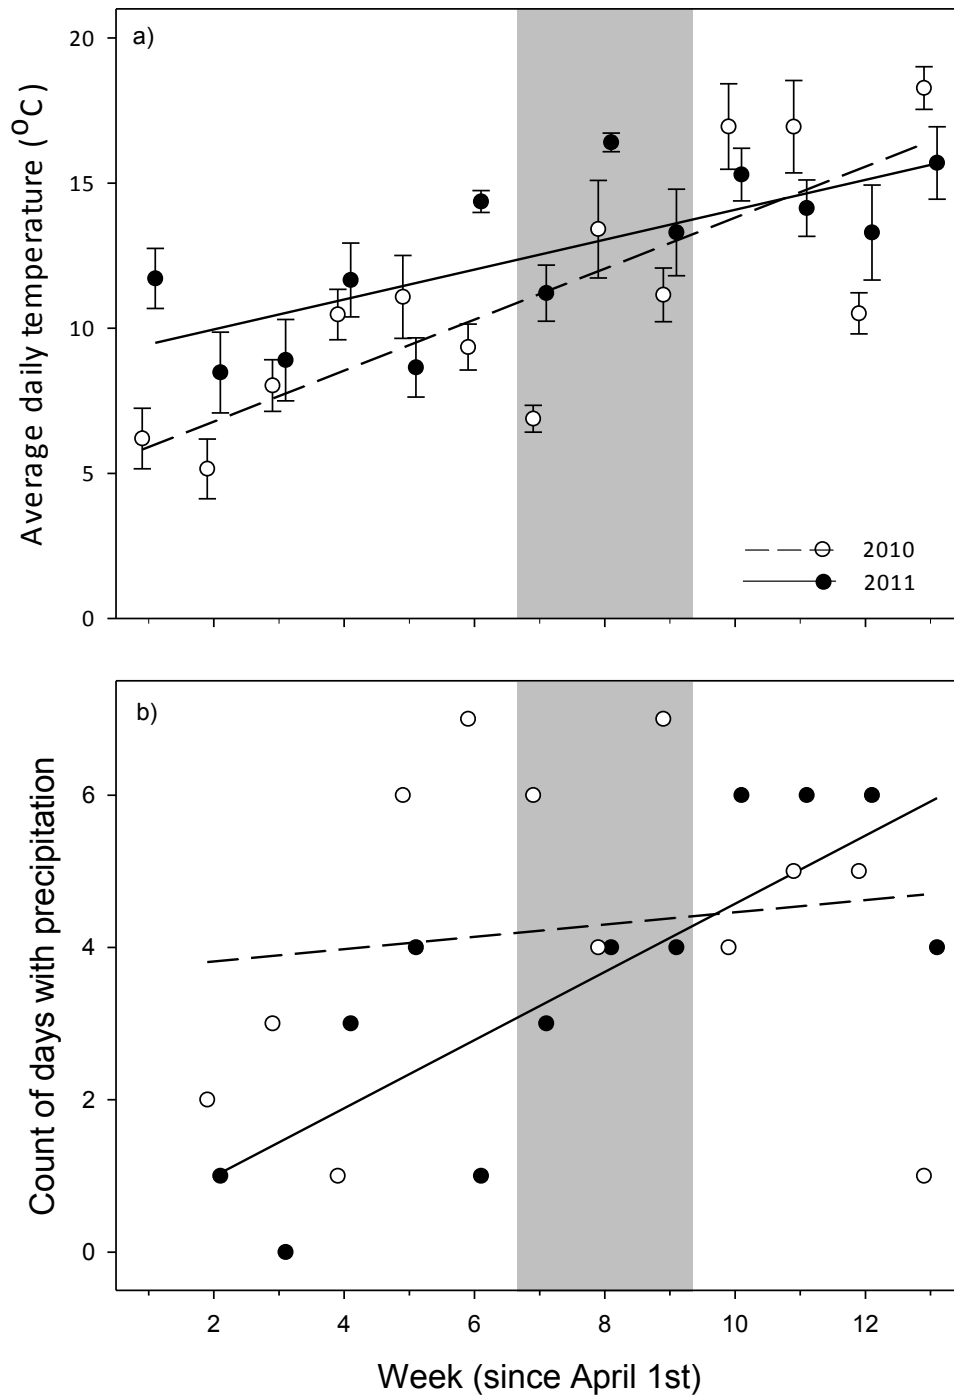 a)
Average daily temperature (⁰C)
20
15
10
5
0
2010
2011
b)
Count of days with precipitation
6
4
2
0
2 4 6 8 10 12
Week (since April 1st)